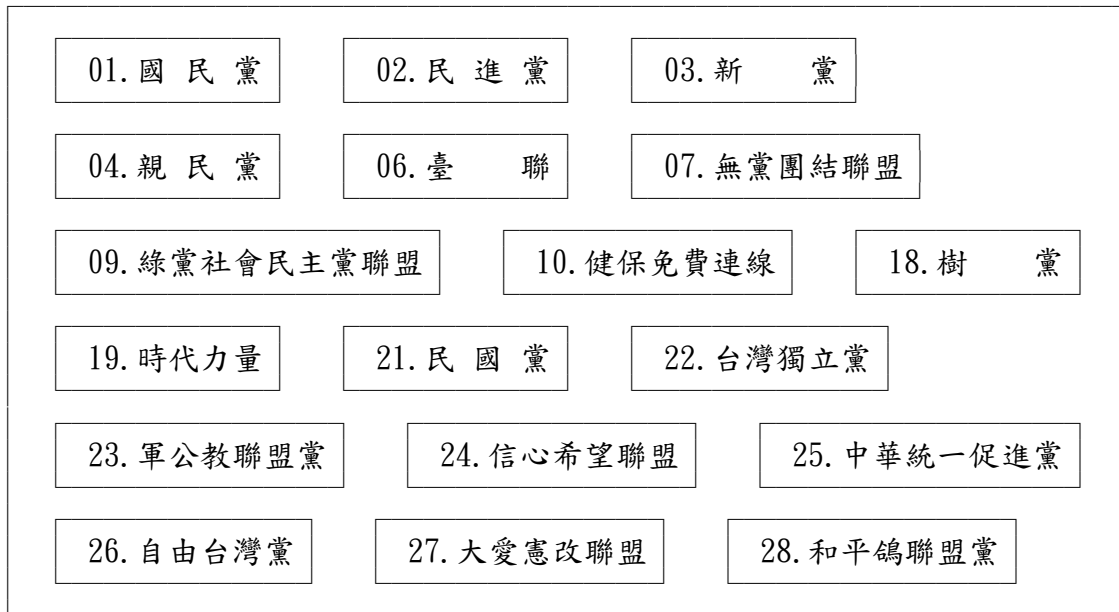 01.國 民 黨 02.民 進 黨 03.新 黨
04.親 民 黨 06.臺 聯 07.無黨團結聯盟
09.綠黨社會民主黨聯盟 10.健保免費連線 18.樹 黨
19.時代力量 21.民 國 黨 22.台灣獨立黨
23.軍公教聯盟黨 24.信心希望聯盟 25.中華統一促進黨
26.自由台灣黨 27.大愛憲改聯盟 28.和平鴿聯盟黨